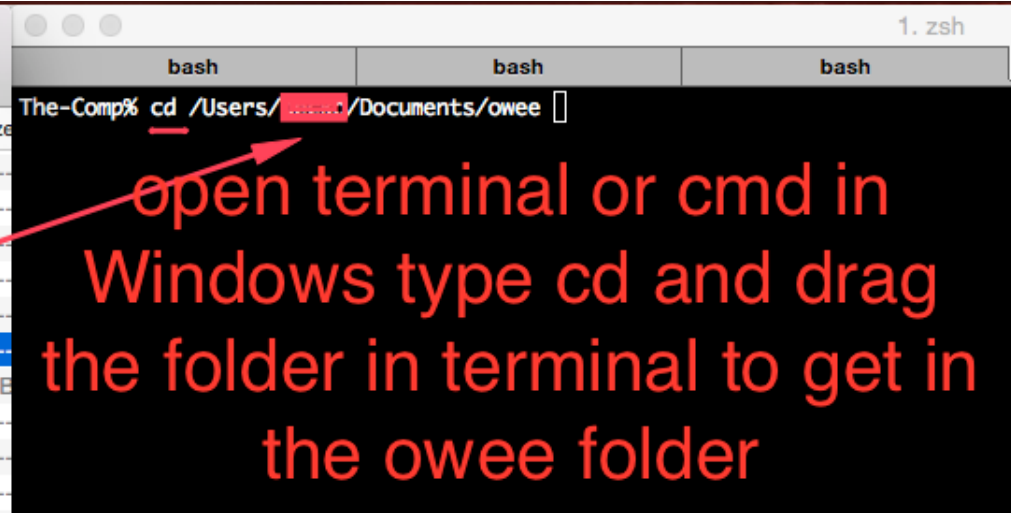 1. zsh
bash bash bash
The-Comp% cd /Users/ /Documents/owee
open terminal or cmd in
Windows type cd and drag
the folder in terminal to get in
the owee folder